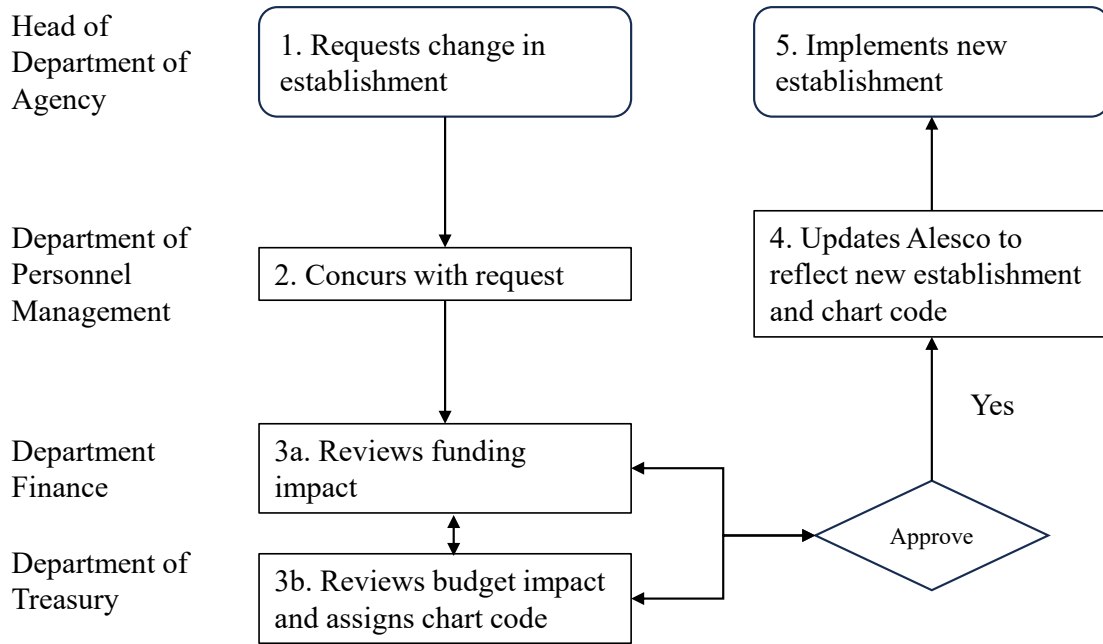 Head of
Department of
Agency
1. Requests change in
establishment
5. Implements new
establishment
Department of
Personnel
Management
2. Concurs with request
4. Updates Alesco to
reflect new establishment
and chart code
Yes
Department
Finance
3a. Reviews funding
impact
Approve
Department of
Treasury
3b. Reviews budget impact
and assigns chart code